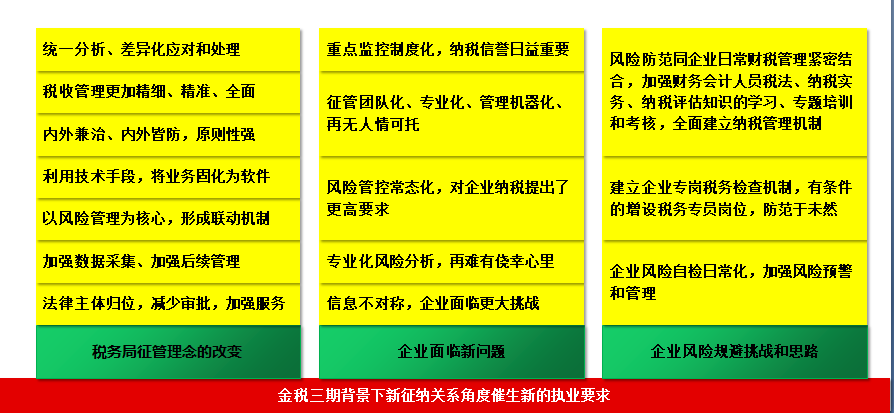 统一分析、差异化应对和处理
税收管理更加精细、精准、全面
内外兼治、内外皆防，原则性强
利用技术手段，将业务固化为软件
以风险管理为核心，形成联动机制
加强数据采集、加强后续管理
法律主体归位，减少审批，加强服务
税务局征管理念的改变
重点监控制度化，纳税信誉日益重要
征管团队化、专业化、管理机器化、
再无人情可托
风险管控常态化，对企业纳税提出了
更高要求
专业化风险分析，再难有侥幸心里
信息不对称，企业面临更大挑战
企业面临新问题
风险防范同企业日常财税管理紧密结
合，加强财务会计人员税法、纳税实
务、纳税评估知识的学习、专题培训
和考核，全面建立纳税管理机制
建立企业专岗税务检查机制，有条件
的增设税务专员岗位，防范于未然
企业风险自检日常化，加强风险预警
和管理
企业风险规避挑战和思路
金税三期背景下新征纳关系角度催生新的执业要求